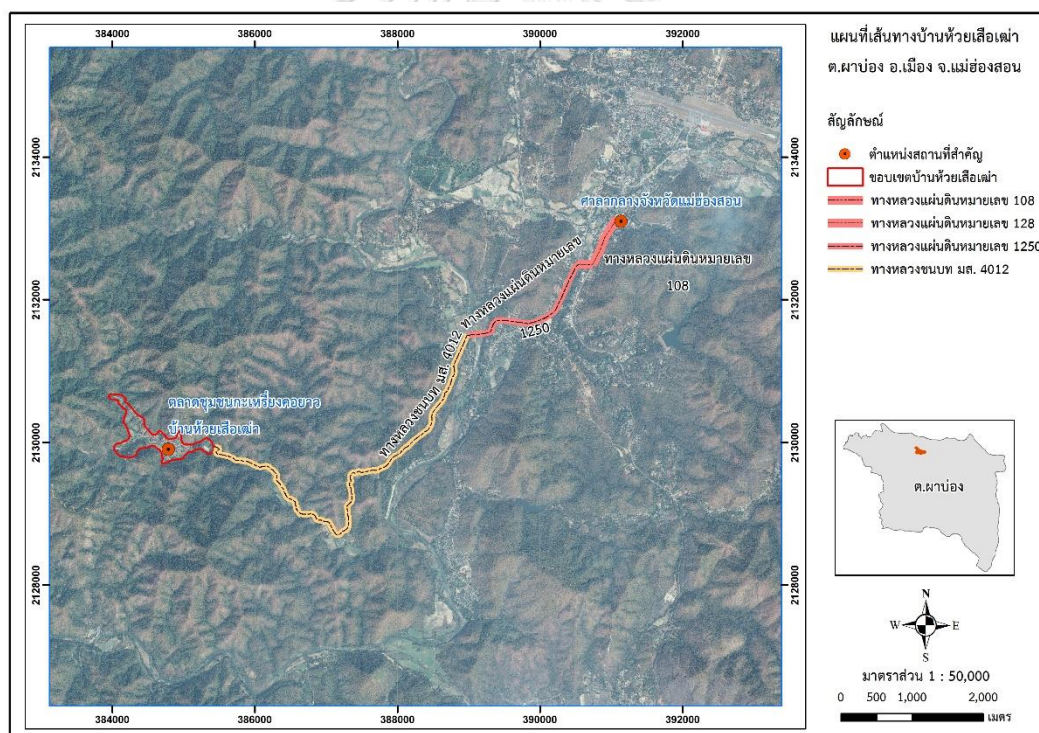 แผนที่เส้นทางบ้านห้วยเสือเฒ่า
ต.ผาบ่อง อ.เมือง จ.แม่ฮ่องสอน
สัญลักษณ์
ตำแหน่งสถานที่สำคัญ
ขอบเขตบ้านห้วยเสือเฒ่า
ทางหลวงแผ่นดินหมายเลข 108
ทางหลวงแผ่นดินหมายเลข 128
ทางหลวงแผ่นดินหมายเลข 1250
ทางหลวงชนบท มส. 4012
384000
386000
388000
390000
392000
2134000
2132000
2130000
2128000
2134000
2132000
2130000
2128000
384000
386000
388000
390000
392000
ศาลากลางจังหวัดแม่ฮ่องสอน
ทางหลวงแผ่นดินหมายเลข
108
ทางหลวงแผ่นดินหมายเลข
1250
ทางหลวงชนบท มส. 4012
ตลาดชุมชนกะเหรี่ยงคอยาว
บ้านห้วยเสือเฒ่า
ต.ผาบ่อง
N
W
E
S
มาตราส่วน 1 : 50,000
0 500 1,000 2,000
เมตร